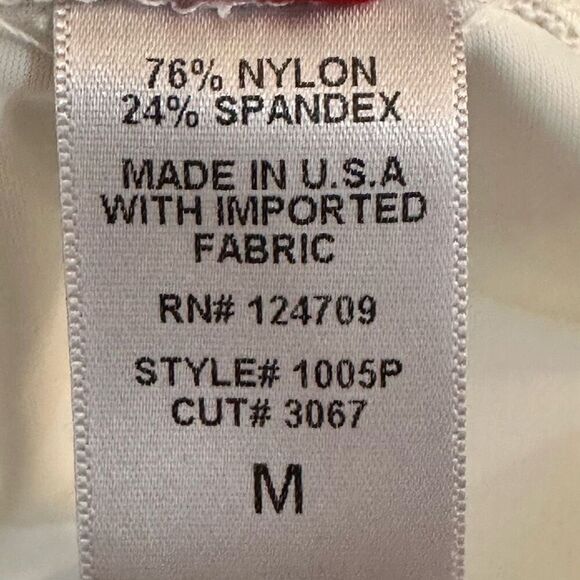 76% NYLON
24% SPANDEX
MADE IN U.S.A
WITH IMPORTED
FABRIC
RN# 124709
STYLE# 1005P
CUT# 3067
M